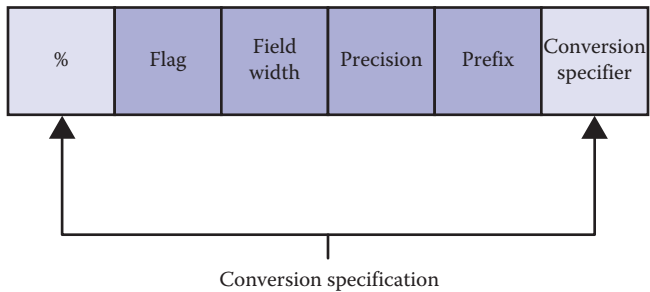 %
Flag
Field
width
Precision
Prefix
Conversion
specifier
Conversion specification